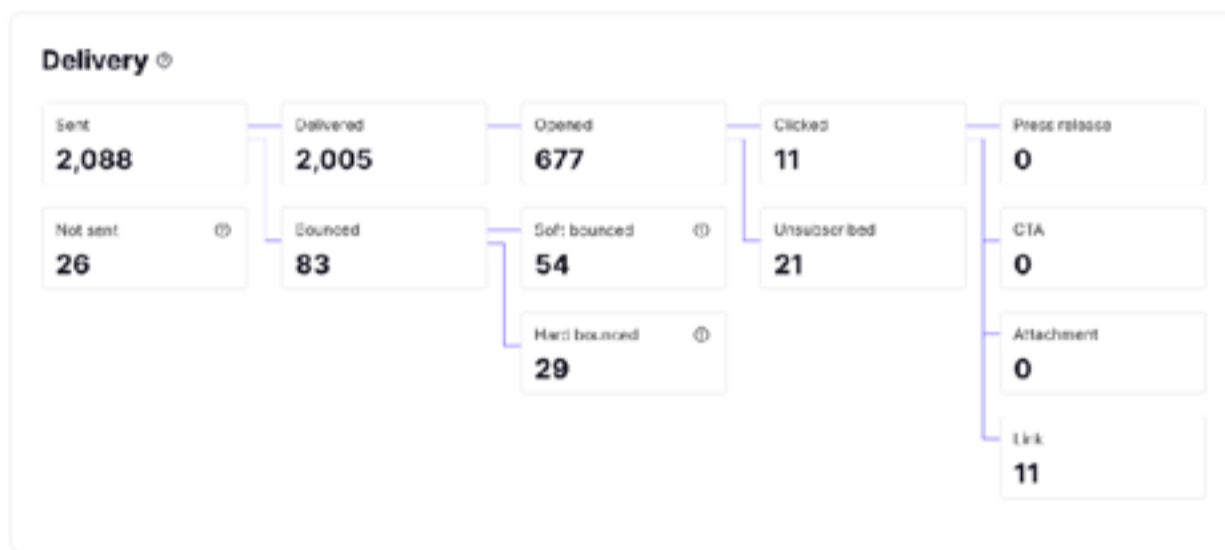 Delivery
Sent Delivered Opened Clicked Press release
2,088 2,005 677 11 0
Not sent Bounced Soft bounced Unsubscribed CTA
26 83 54 21 0
Hard bounced Attachment
29 0
Link
11